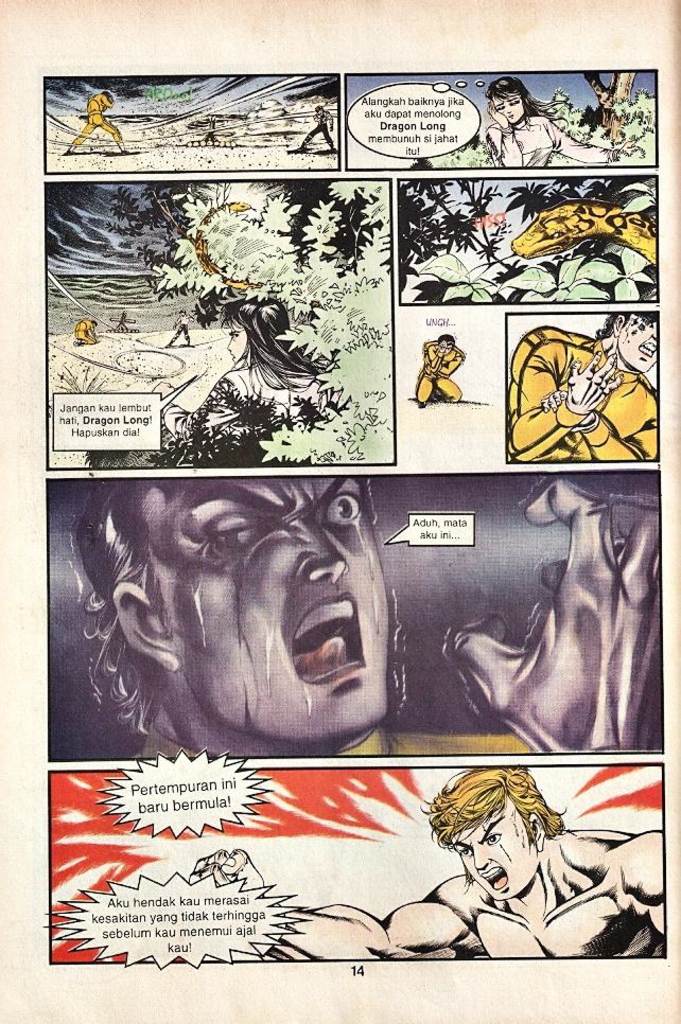 Alangkah baiknya jika
aku dapat menolong
Dragon Long
membunuh si jahat
itu!
Jangan kau lembut
hati, Dragon Long!
Hapuskan dia!
UNGH...
Aduh, mata
aku ini...
Pertempuran ini
baru bermula!
Aku hendak kau merasai
kesakitan yang tidak terhingga
sebelum kau menemui ajal
kau!
14